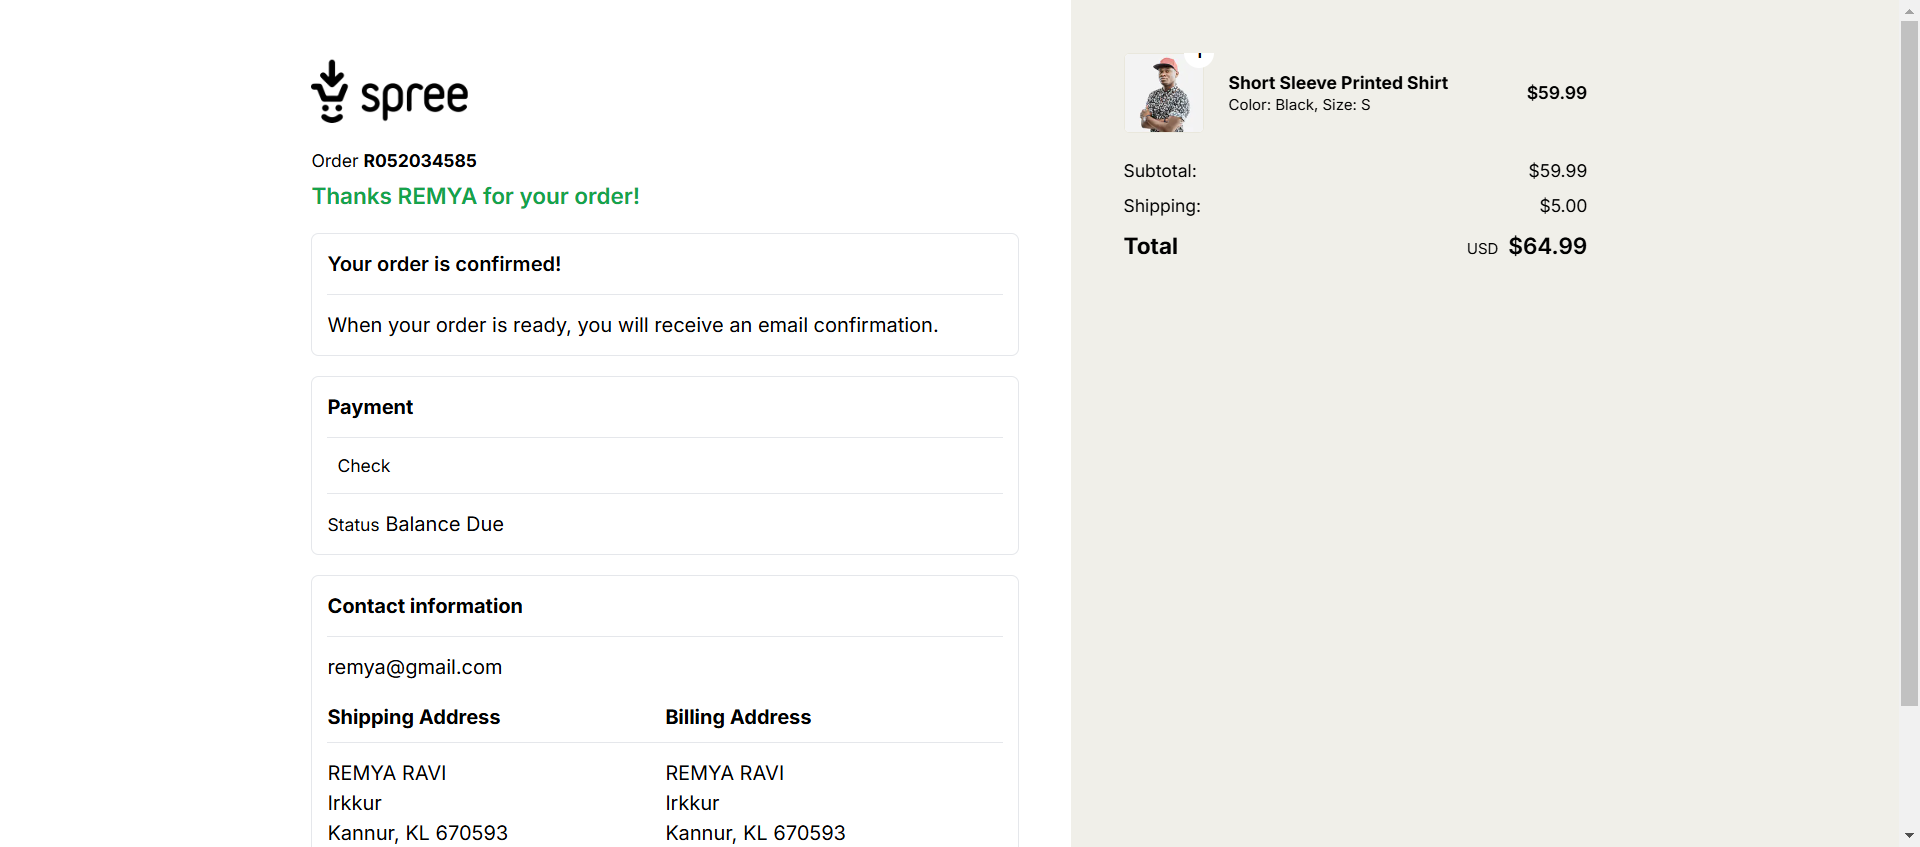 spree
Order R052034585
Thanks REMYA for your order!
Your order is confirmed!
When your order is ready, you will receive an email confirmation.
Payment
Check
Status Balance Due
Contact information
remya@gmail.com
Shipping Address
REMYA RAVI
Irkkur
Kannur, KL 670593
Billing Address
REMYA RAVI
Irkkur
Kannur, KL 670593
Short Sleeve Printed Shirt
Color: Black, Size: S
$59.99
Subtotal: $59.99
Shipping: $5.00
Total USD $64.99